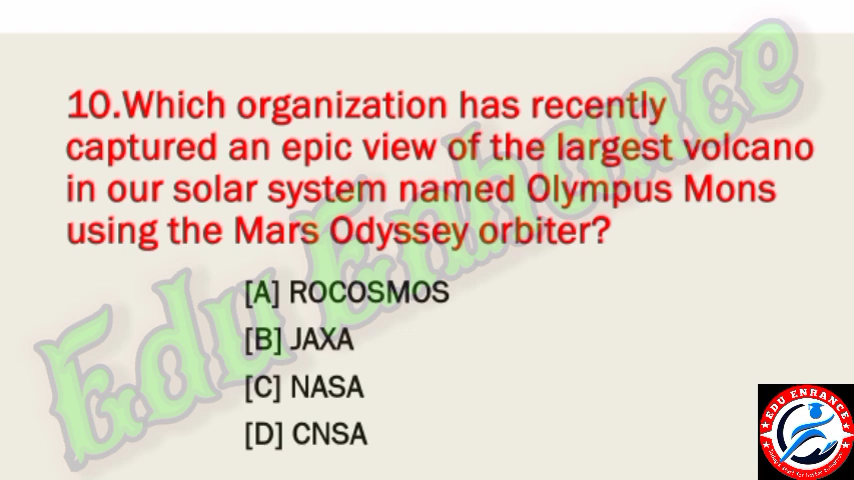 10.Which organization has recently
captured an epic view of the largest volcano
in our solar system named Olympus Mons
using the Mars Odyssey orbiter?
[A] ROCOSMOS
[B] JAXA
[C] NASA
[D] CNSA
Edu Enhance
EDU ENHANCE